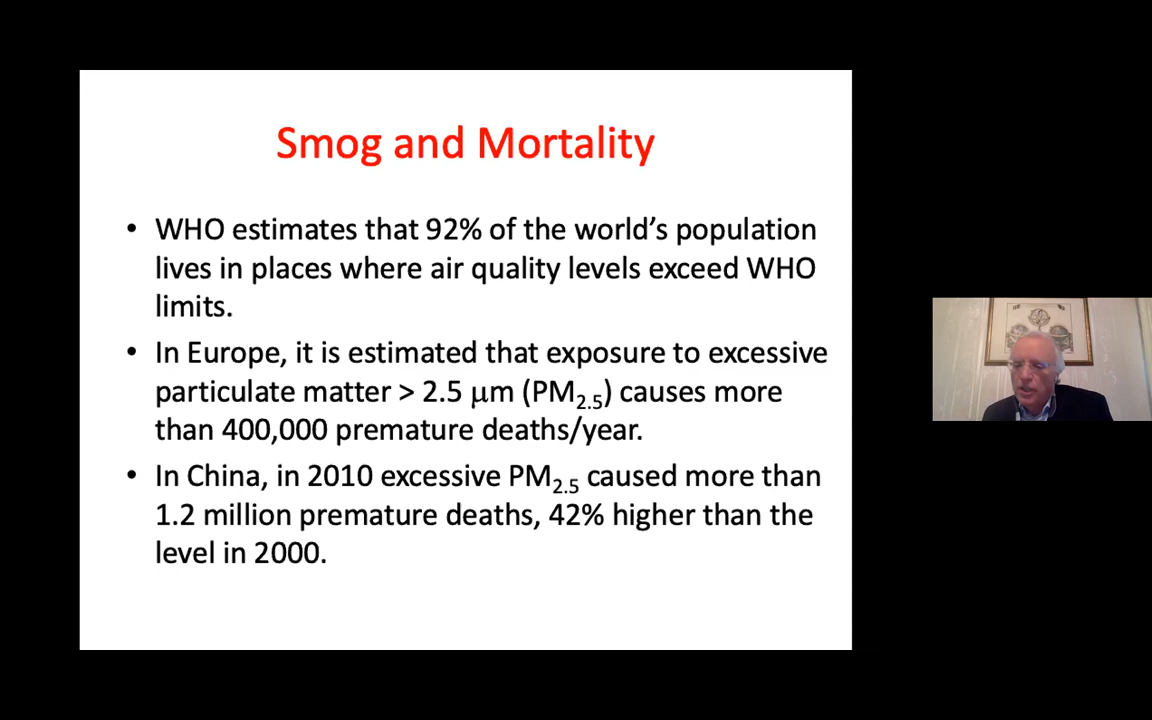 Smog and Mortality
• WHO estimates that 92% of the world’s population
lives in places where air quality levels exceed WHO
limits.
• In Europe, it is estimated that exposure to excessive
particulate matter > 2.5 μm (PM2.5) causes more
than 400,000 premature deaths/year.
• In China, in 2010 excessive PM2.5 caused more than
1.2 million premature deaths, 42% higher than the
level in 2000.